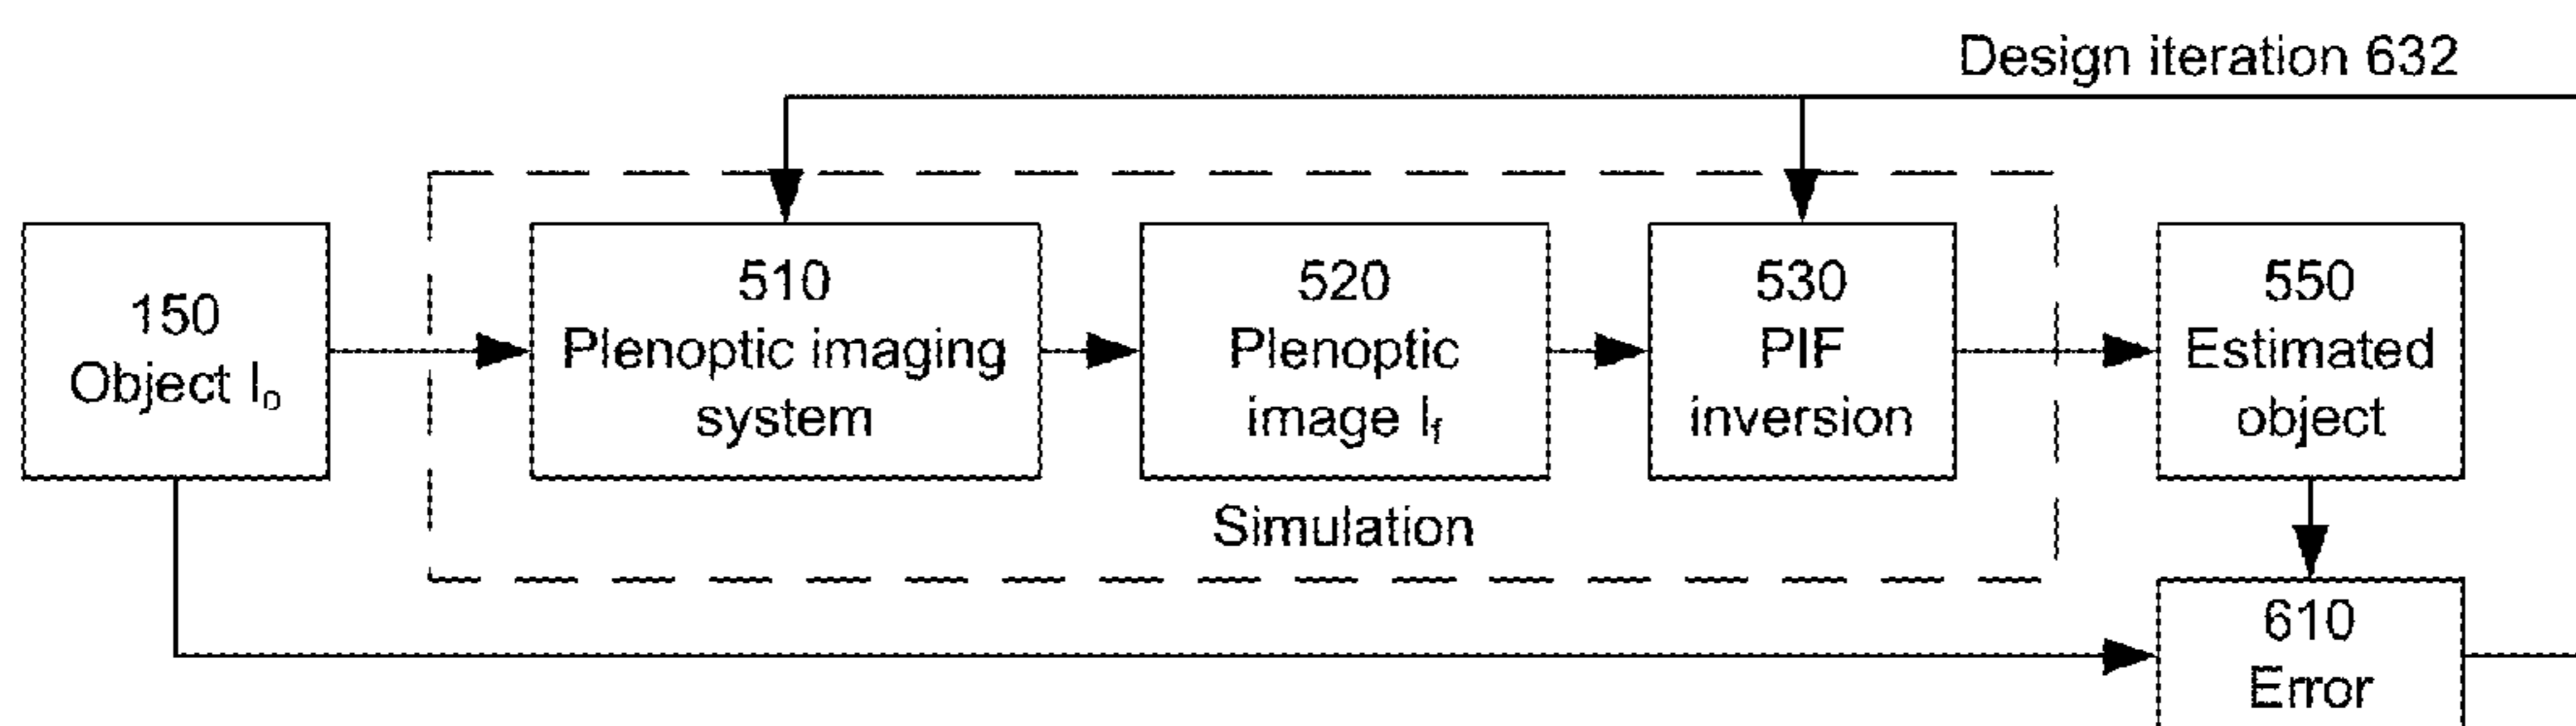 Design iteration 632
150
Object Io
510
Plenoptic imaging
system
520
Plenoptic
image If
530
PIF
inversion
550
Estimated
object
Simulation
610
Error